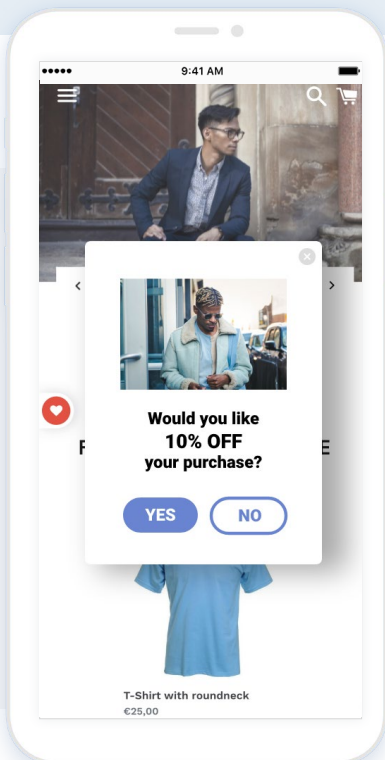 9:41 AM
Would you like
10% OFF
your purchase?
YES
NO
T-Shirt with roundneck
€25,00